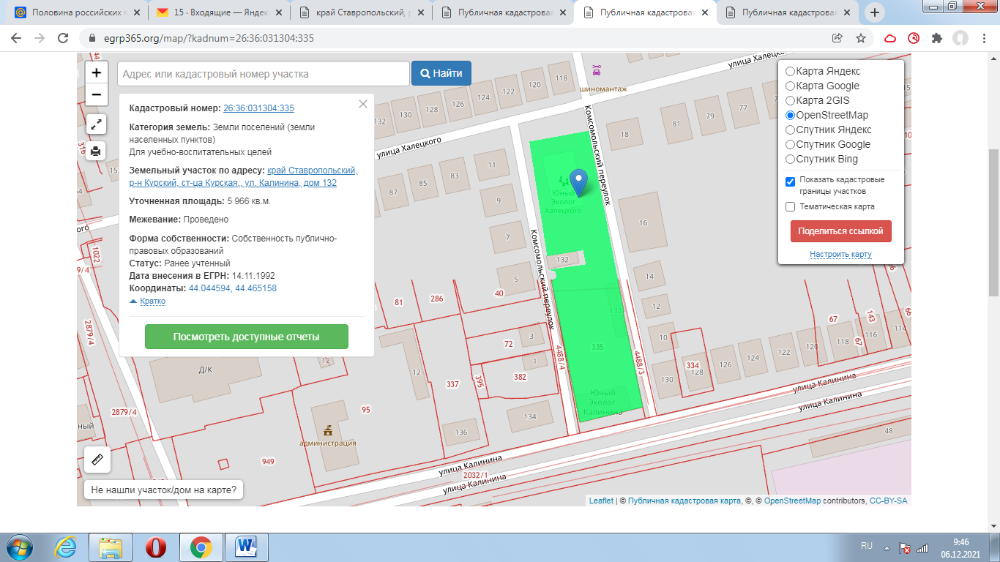 Половина российских м
15 · Входящие — Яндек
край Ставропольский, р
Публичная кадастровая
Публичная кадастровая
Публичная кадастровая
egrp365.org/map/?kadnum=26:36:031304:335
+
−
Адрес или кадастровый номер участка
Найти
Кадастровый номер: 26:36:031304:335
Категория земель: Земли поселений (земли
населенных пунктов)
Для учебно-воспитательных целей
Земельный участок по адресу: край Ставропольский,
р-н Курский, ст-ца Курская,, ул. Калинина, дом 132
Уточненная площадь: 5 966 кв.м.
Межевание: Проведено
Форма собственности: Собственность публично-
правовых образований
Статус: Ранее учтенный
Дата внесения в ЕГРН: 14.11.1992
Координаты: 44.044594, 44.465158
Кратко
Посмотреть доступные отчеты
Карта Яндекс
Карта Google
Карта 2GIS
OpenStreetMap
Спутник Яндекс
Спутник Google
Спутник Bing
Показать кадастровые
границы участков
Тематическая карта
Поделиться ссылкой
Настроить карту
улица Халецкого
улица Халецкого
шиномантаж
Комсомольский переулок
Комсомольский переулок
132
130
128
126
124
122
120
118
18
81
79
77
11
83
85
87
9
7
5
16
14
12
10
Юный
Эколог
Халецкого
132
132
335
Юный
Эколог
Калинина
1022
316
2879/4
2879/4
81
286
40
72
3
1
382
395
337
12
12
Д/К
95
администрация
949
136
134
4488/4
4488/3
334
128
130
126
124
122
120
118
116
114
67
67
143
66
56
48
улица Калинина
улица Калинина
улица Калинина
улица Калинина
2032/1
ный
ого
Не нашли участок/дом на карте?
Leaflet | © Публичная кадастровая карта, ©, © OpenStreetMap contributors, CC-BY-SA
RU
9:46
06.12.2021